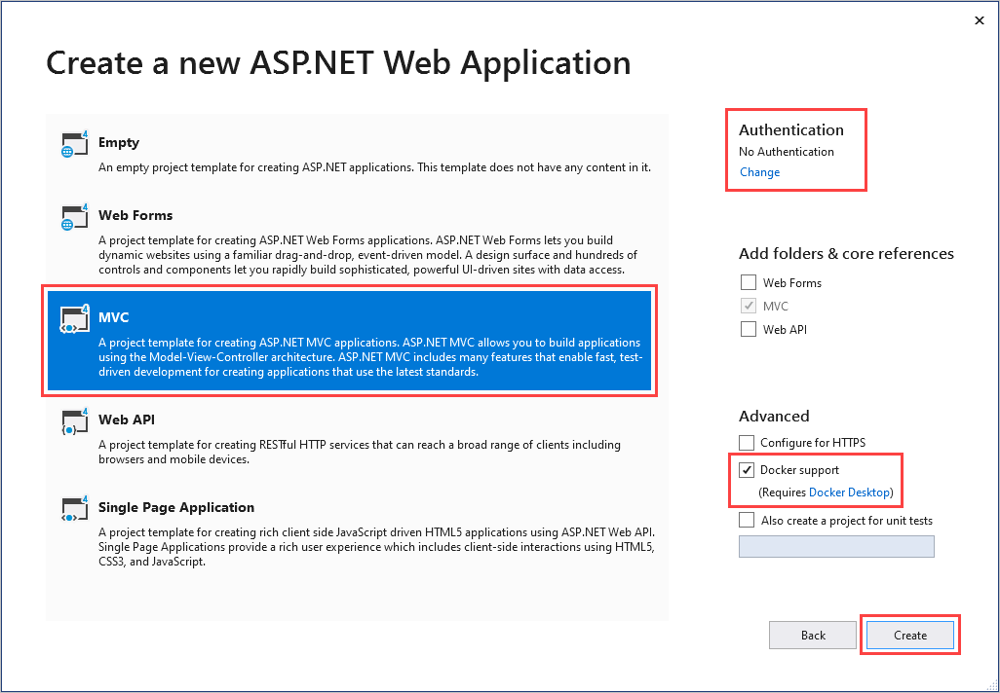 Create a new ASP.NET Web Application
Empty
An empty project template for creating ASP.NET applications. This template does not have any content in it.
Web Forms
A project template for creating ASP.NET Web Forms applications. ASP.NET Web Forms lets you build
dynamic websites using a familiar drag-and-drop, event-driven model. A design surface and hundreds of
controls and components let you rapidly build sophisticated, powerful UI-driven sites with data access.
MVC
A project template for creating ASP.NET MVC applications. ASP.NET MVC allows you to build applications
using the Model-View-Controller architecture. ASP.NET MVC includes many features that enable fast, test-
driven development for creating applications that use the latest standards.
Web API
A project template for creating RESTful HTTP services that can reach a broad range of clients including
browsers and mobile devices.
Single Page Application
A project template for creating rich client side JavaScript driven HTML5 applications using ASP.NET Web API.
Single Page Applications provide a rich user experience which includes client-side interactions using HTML5,
CSS3, and JavaScript.
Authentication
No Authentication
Change
Add folders & core references
Web Forms
MVC
Web API
Advanced
Configure for HTTPS
Docker support
(Requires Docker Desktop)
Also create a project for unit tests
Back
Create